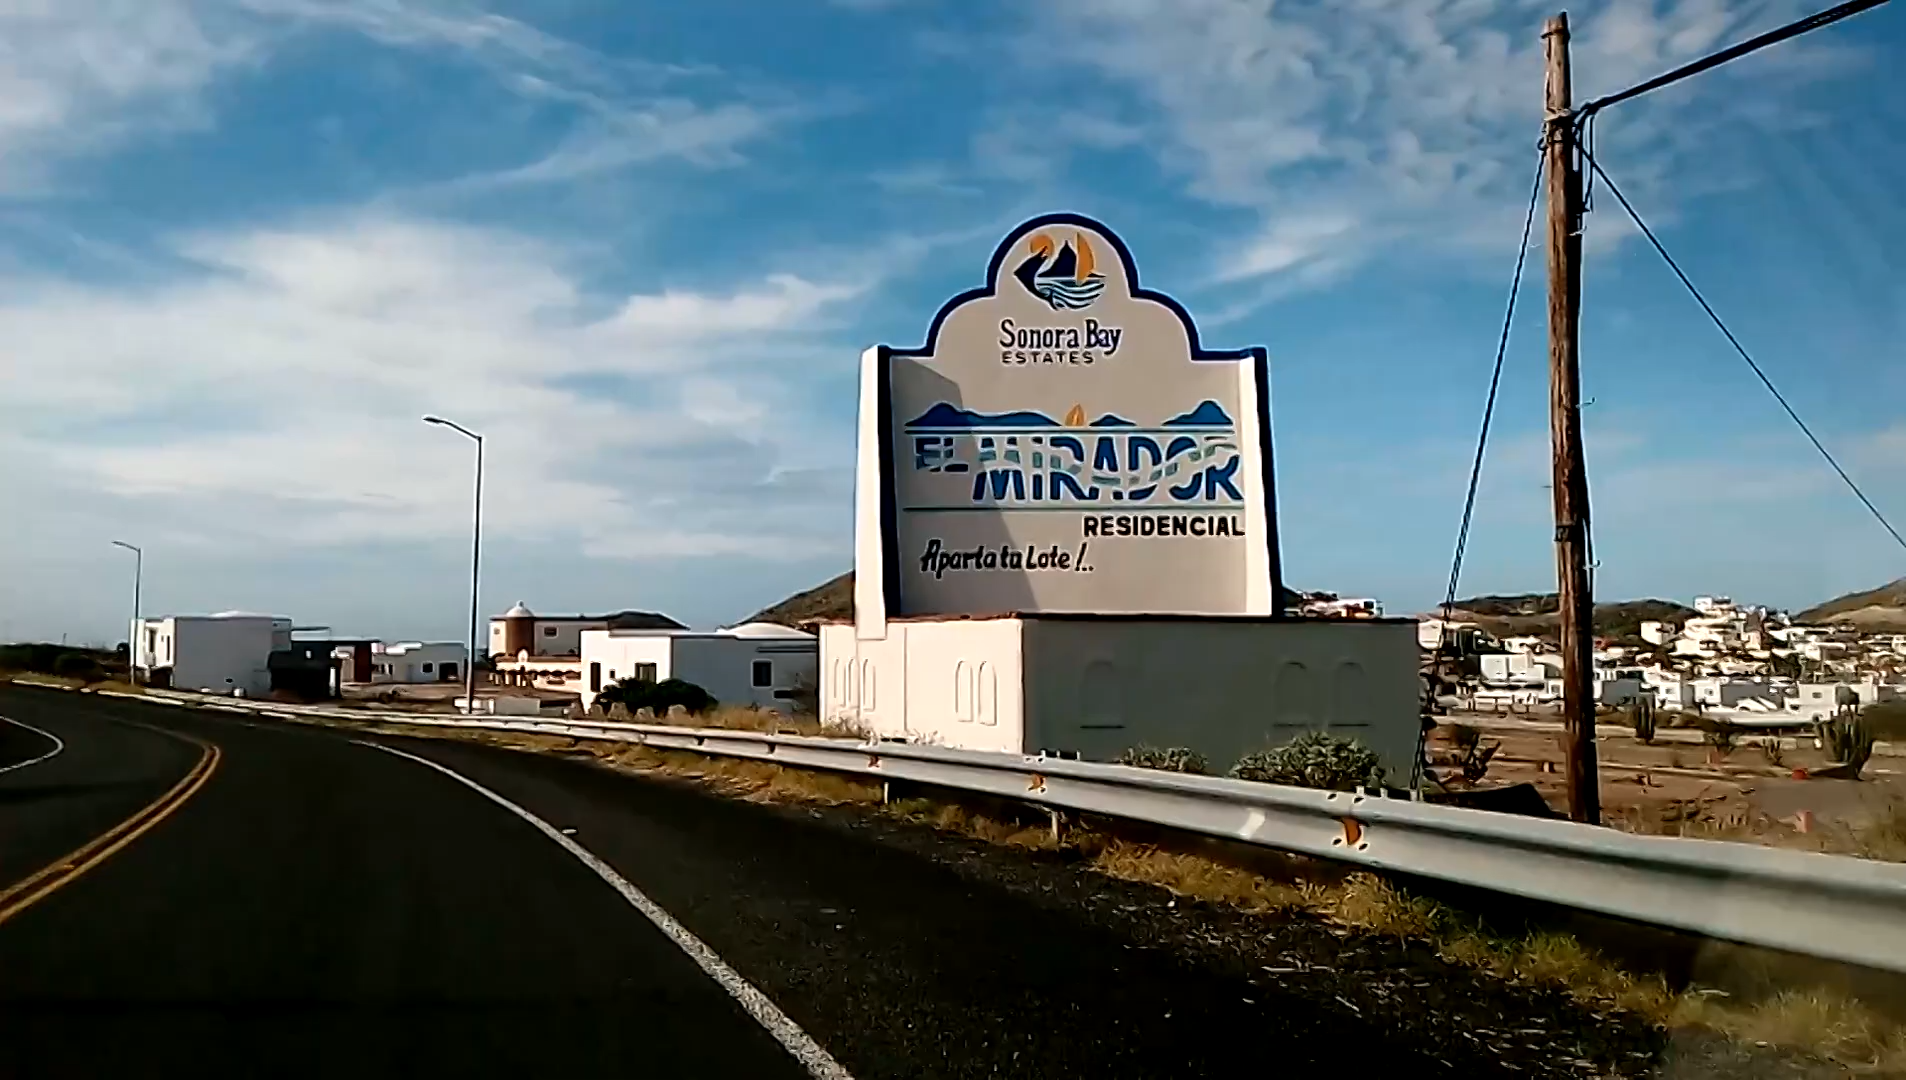 Sonora Bay
ESTATES
EL MIRADOR
RESIDENCIAL
Aparta tu Lote!..